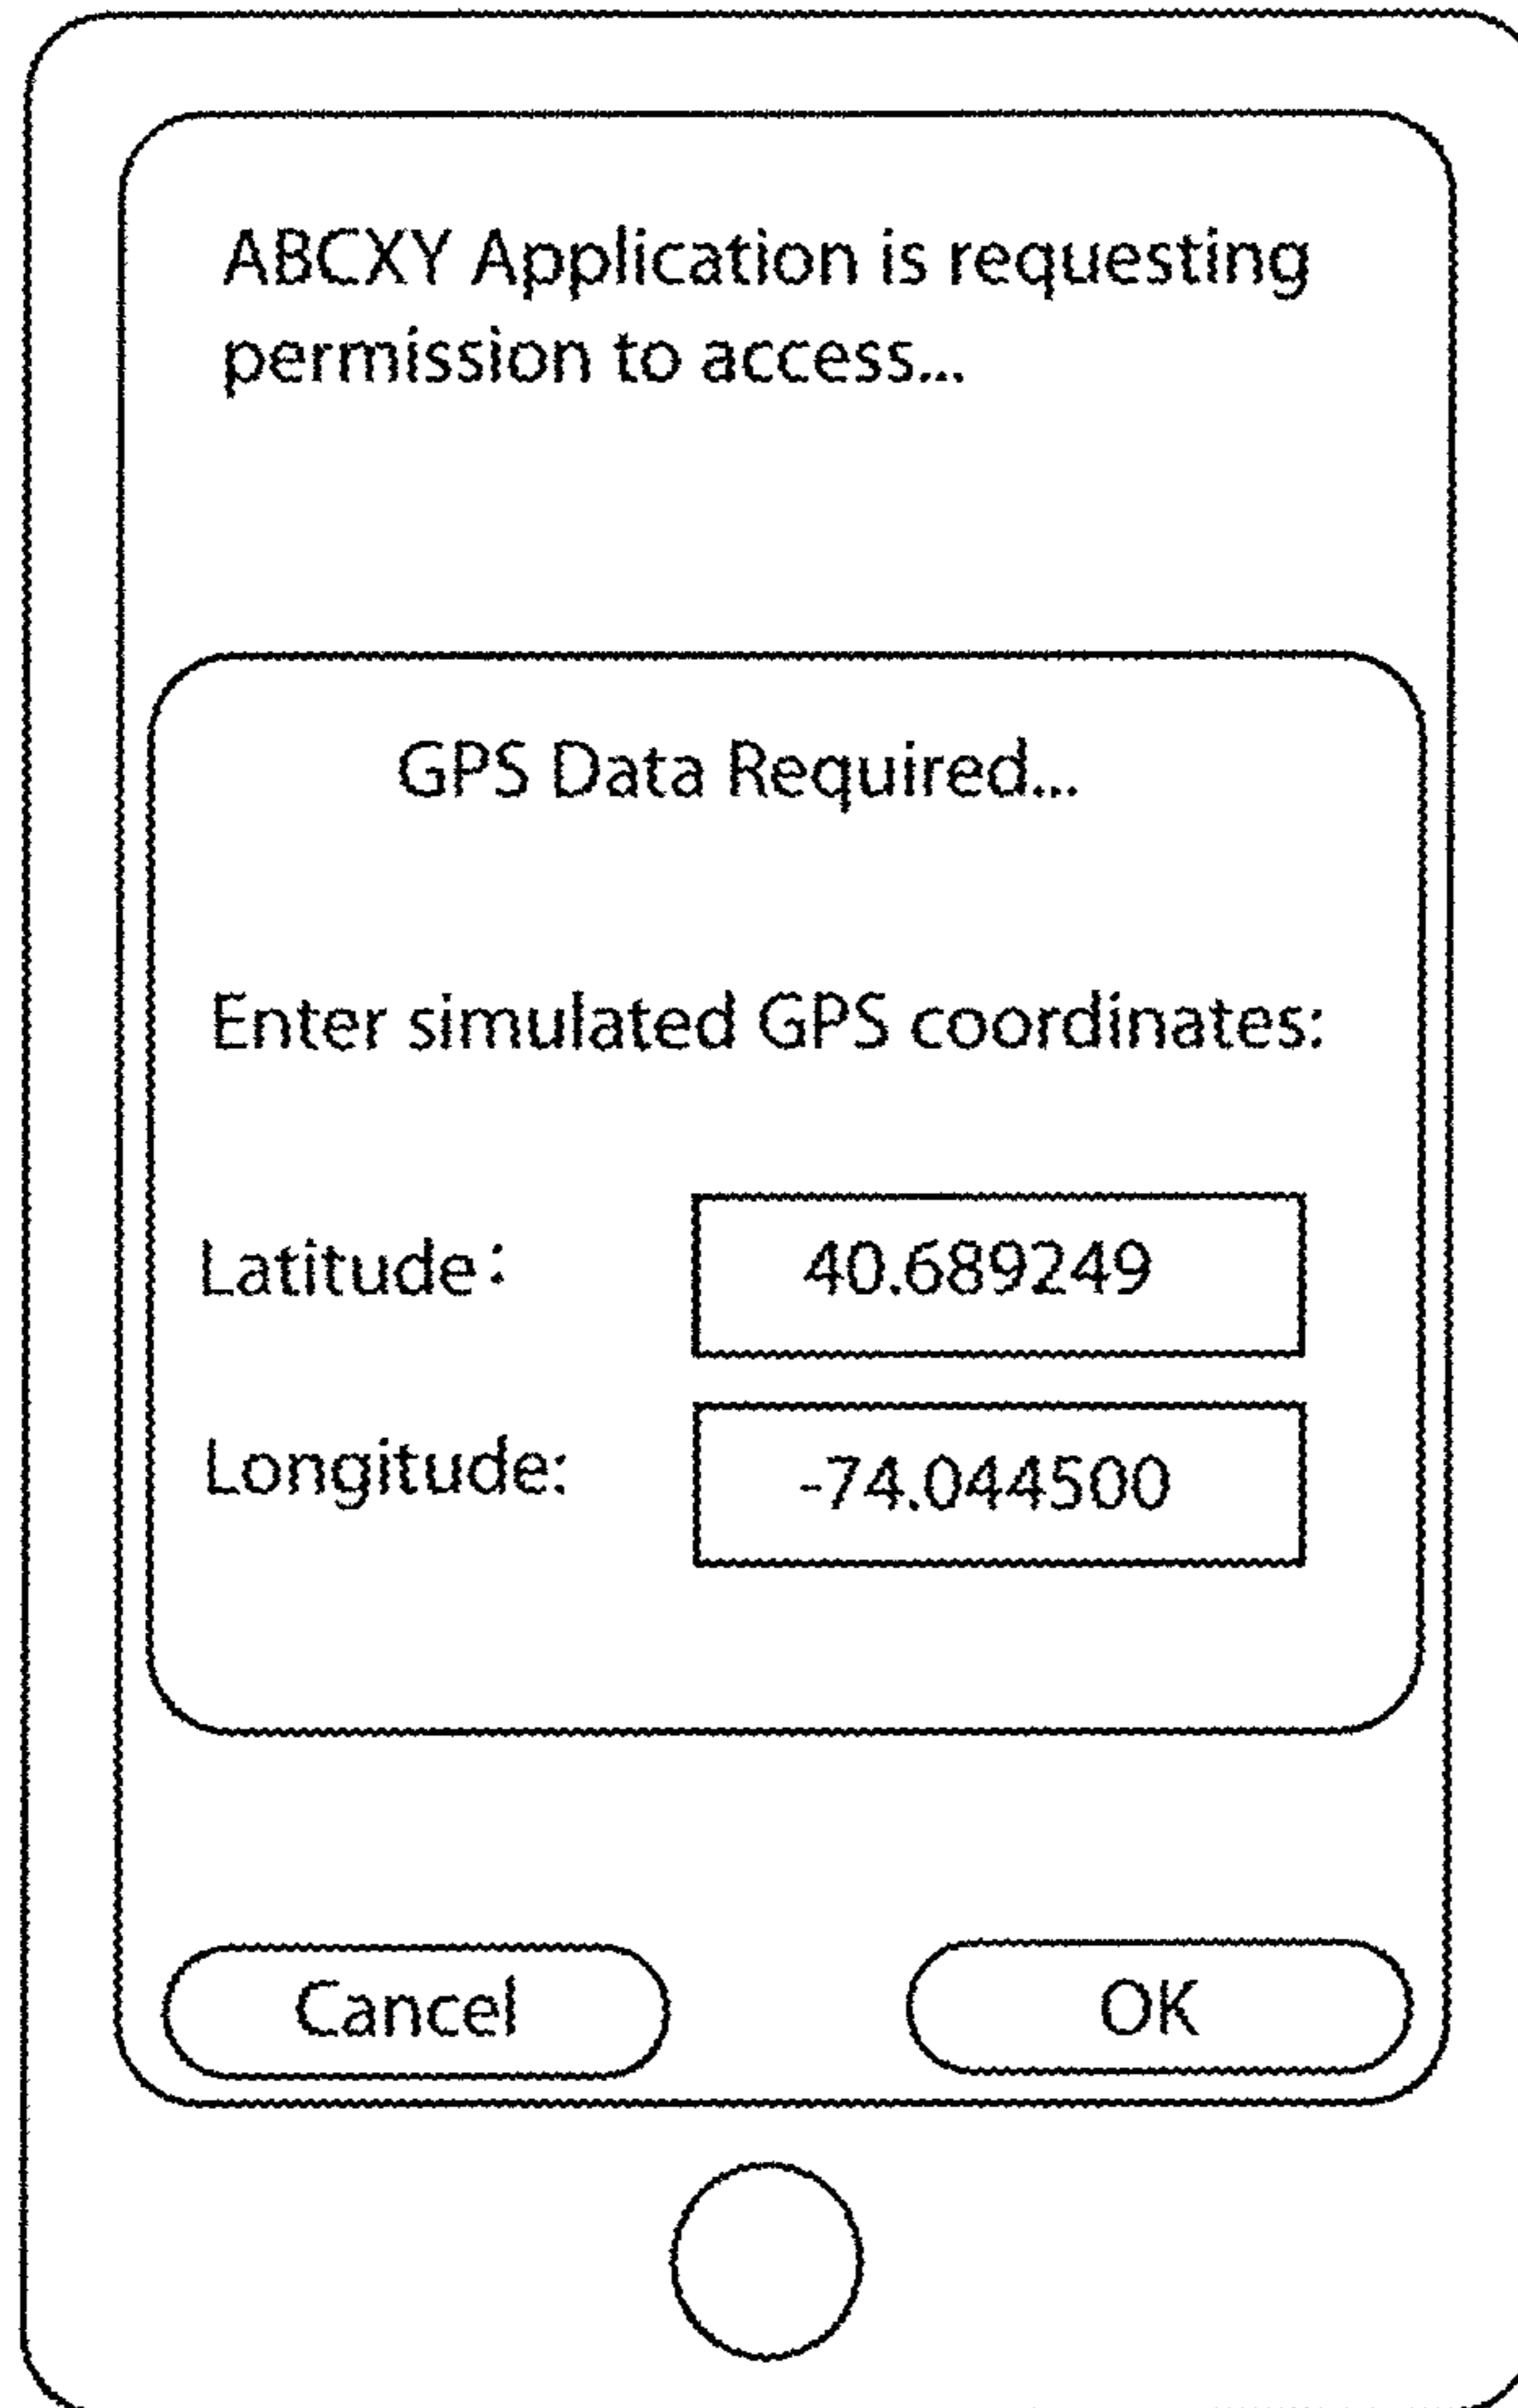 ABCXY Application is requesting
permission to access...
GPS Data Required...
Enter simulated GPS coordinates:
Latitude: 40.689249
Longitude: -74.044500
Cancel OK